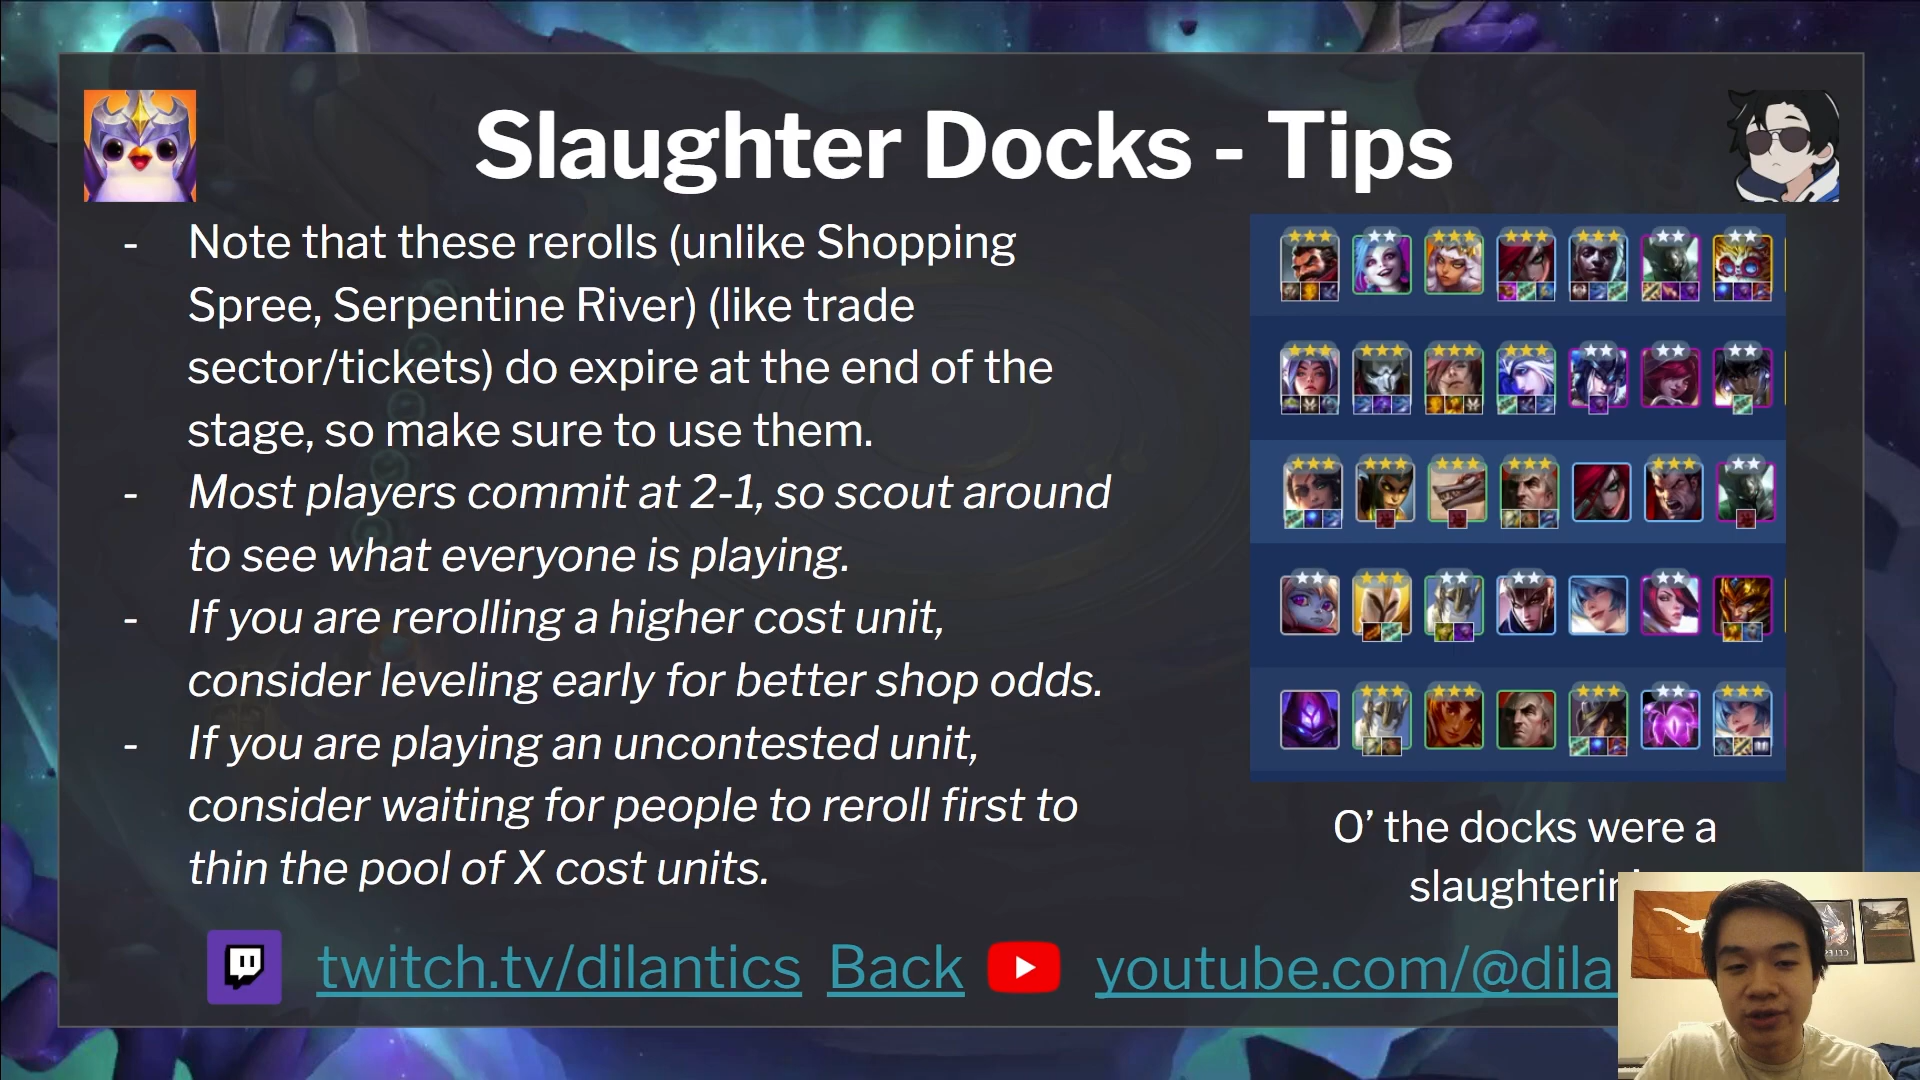 Slaughter Docks - Tips
- Note that these rerolls (unlike Shopping
Spree, Serpentine River) (like trade
sector/tickets) do expire at the end of the
stage, so make sure to use them.
- Most players commit at 2-1, so scout around
to see what everyone is playing.
- If you are rerolling a higher cost unit,
consider leveling early for better shop odds.
- If you are playing an uncontested unit,
consider waiting for people to reroll first to
thin the pool of X cost units.
O’ the docks were a
twitch.tv/dilantics Back youtube.com/@dila